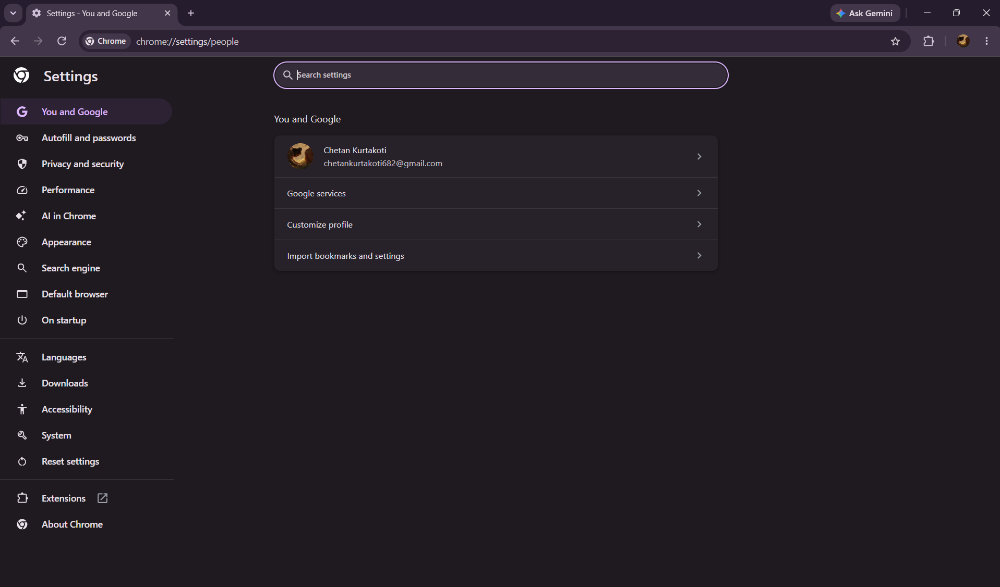 Settings - You and Google
Ask Gemini
Chrome
chrome://settings/people
Settings
Search settings
You and Google
Autofill and passwords
Privacy and security
Performance
AI in Chrome
Appearance
Search engine
Default browser
On startup
Languages
Downloads
Accessibility
System
Reset settings
Extensions
About Chrome
You and Google
Chetan Kurtakoti
chetankurtakoti682@gmail.com
Google services
Customize profile
Import bookmarks and settings